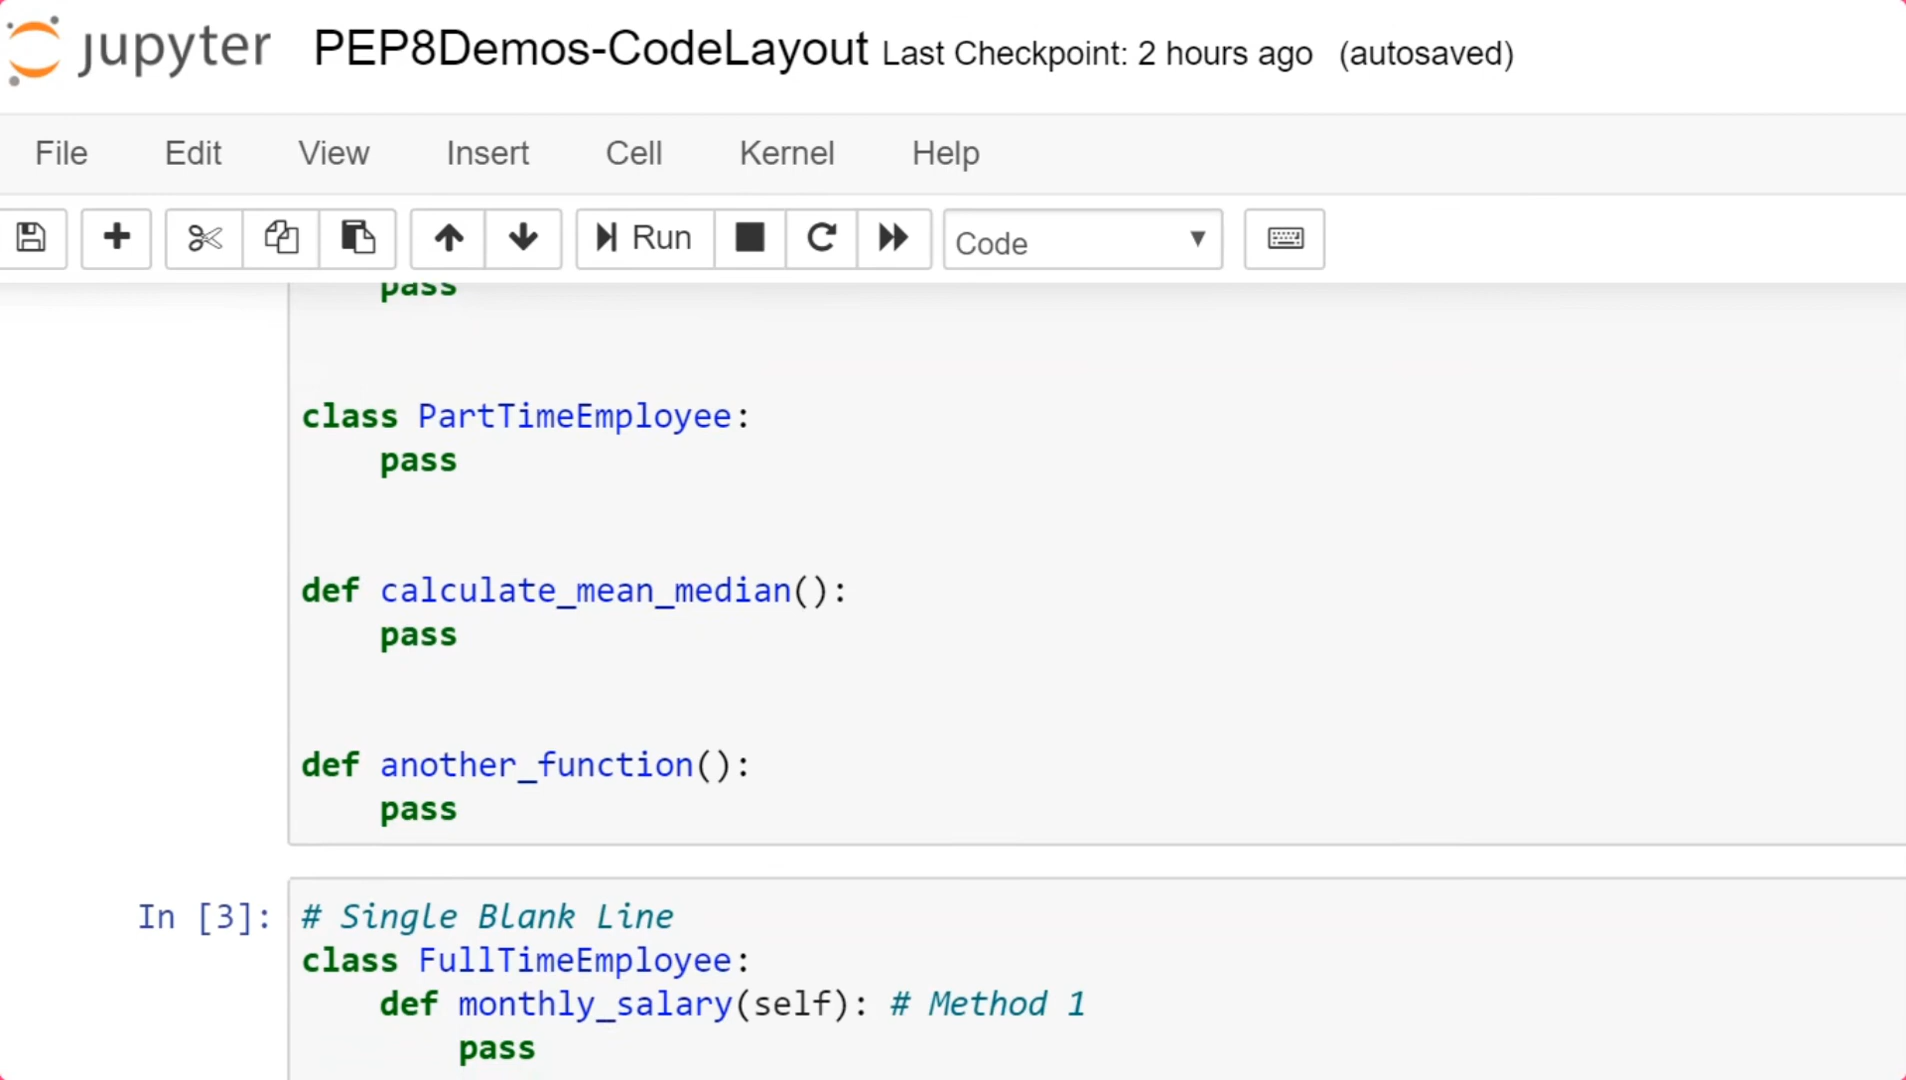 jupyter PEP8Demos-CodeLayout Last Checkpoint: 2 hours ago (autosaved)
File Edit View Insert Cell Kernel Help
Run Code
pass
class PartTimeEmployee:
pass
def calculate_mean_median():
pass
def another_function():
pass
In [3]: # Single Blank Line
class FullTimeEmployee:
def monthly_salary(self): # Method 1
pass